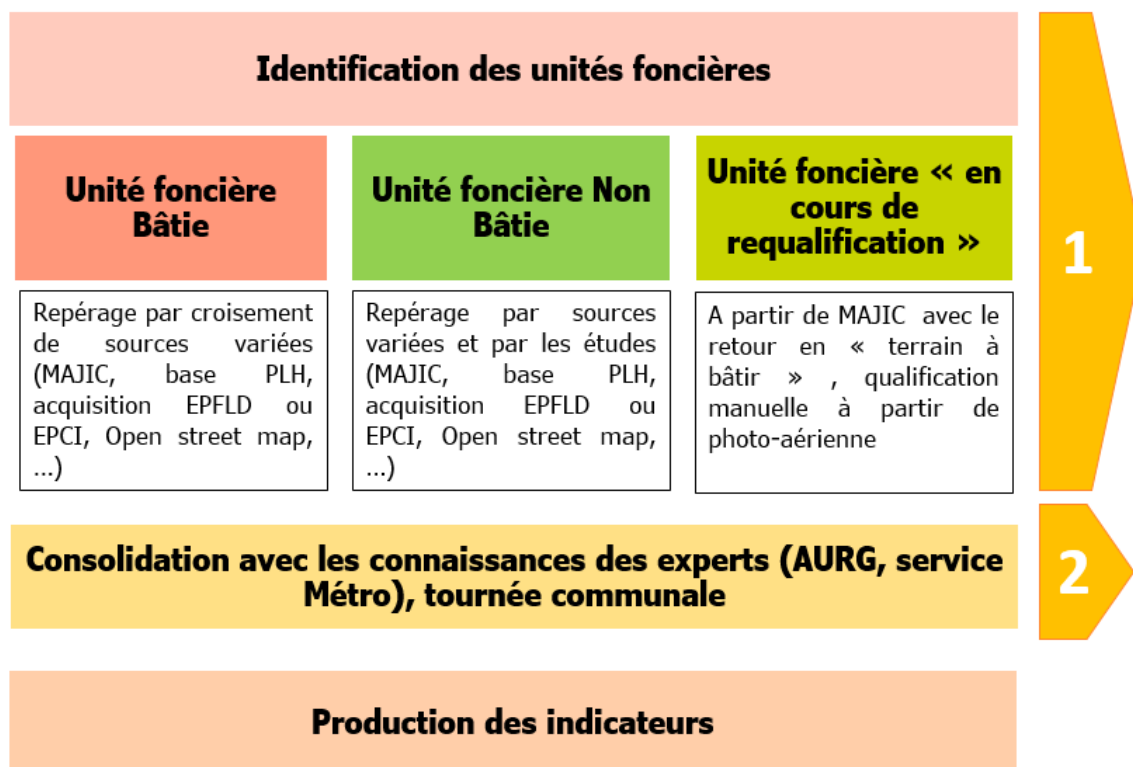 Identification des unités foncières
Unité foncière
Bâtie
Repérage par croisement
de sources variées
(MAJIC, base PLH,
acquisition EPFLD ou
EPCI, Open street map,
...)
Unité foncière Non
Bâtie
Repérage par sources
variées et par les études
(MAJIC, base PLH,
acquisition EPFLD ou
EPCI, Open street map,
...)
Unité foncière « en
cours de
requalification »
A partir de MAJIC avec le
retour en « terrain à
bâtir » , qualification
manuelle à partir de
photo-aérienne
1
Consolidation avec les connaissances des experts (AURG, service
Métro), tournée communale
2
Production des indicateurs